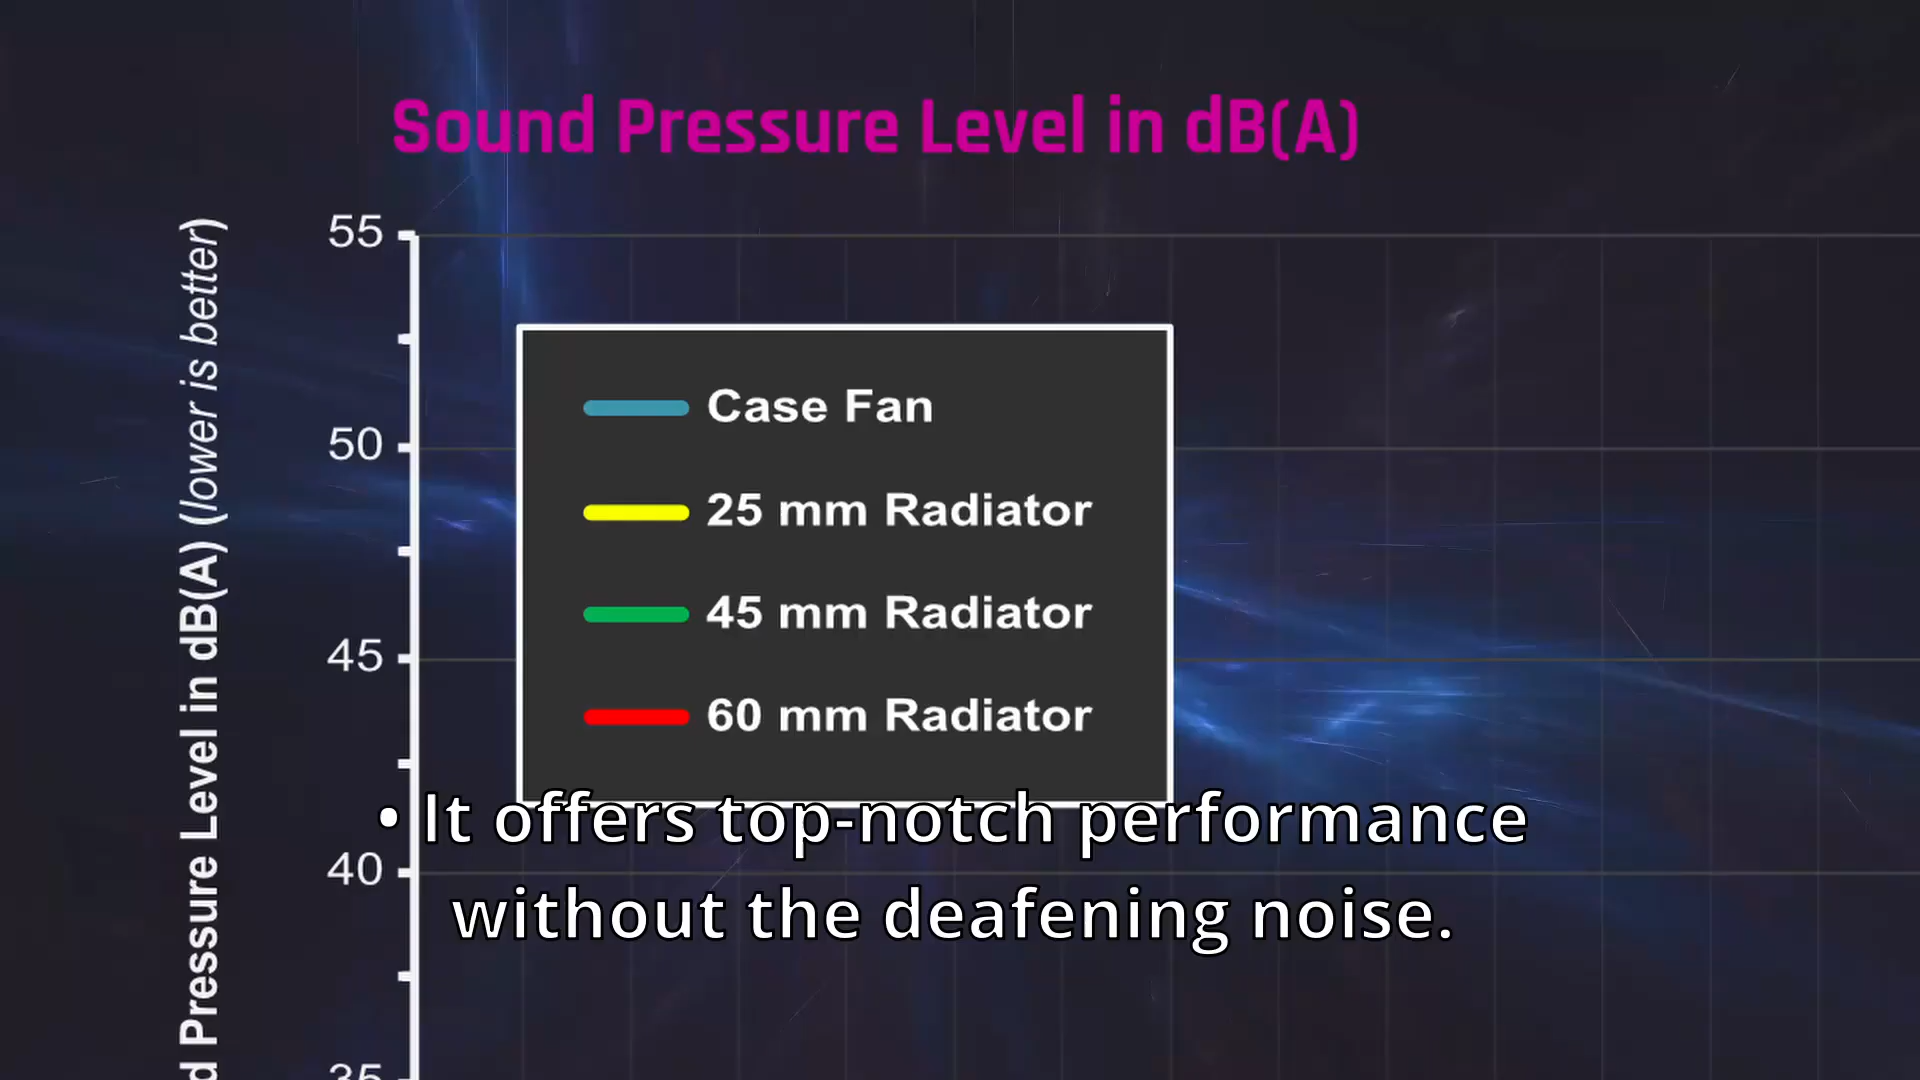 Sound Pressure Level in dB(A)
d Pressure Level in dB(A) (lower is better)
55
50
45
40
35
Case Fan
25 mm Radiator
45 mm Radiator
60 mm Radiator
• It offers top-notch performance
without the deafening noise.